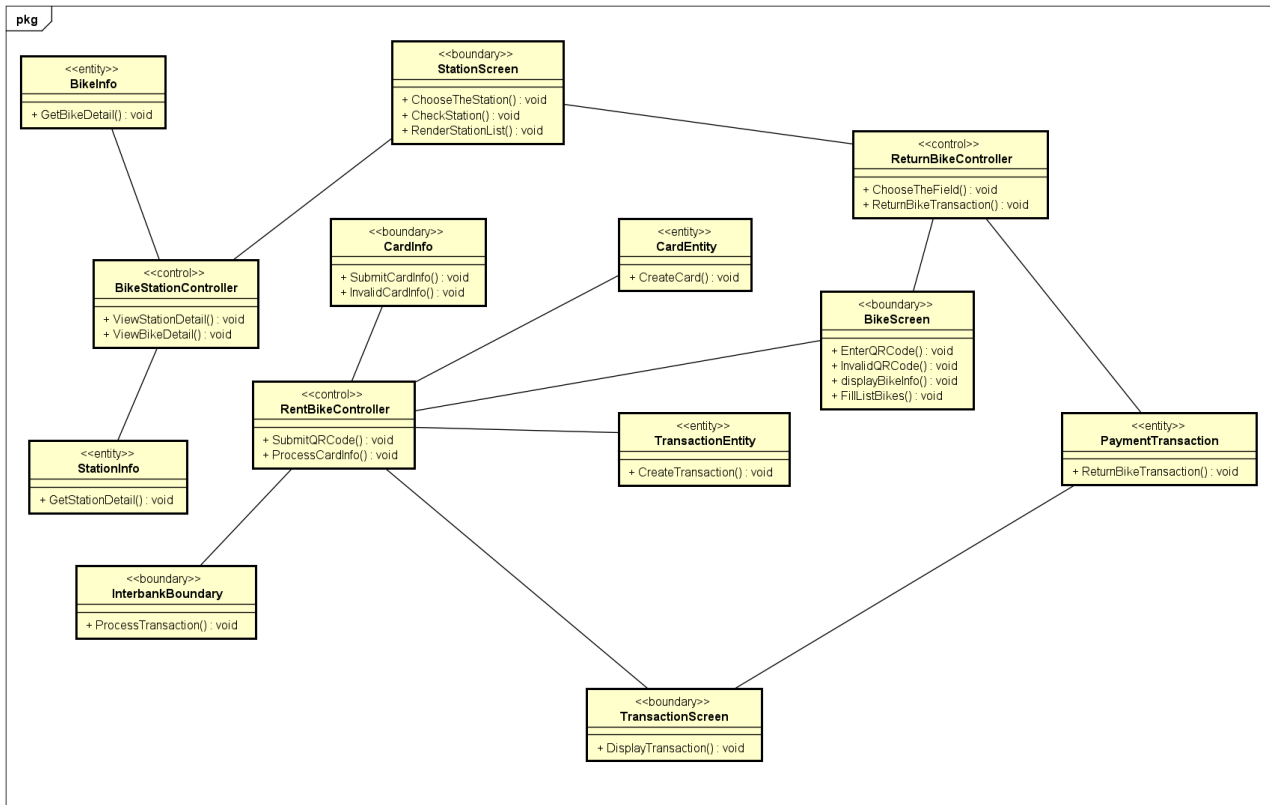 pkg
<<entity>>
BikeInfo
+ GetBikeDetail() : void
<<boundary>>
StationScreen
+ ChooseTheStation() : void
+ CheckStation() : void
+ RenderStationList() : void
<<control>>
ReturnBikeController
+ ChooseTheField() : void
+ ReturnBikeTransaction() : void
<<boundary>>
CardInfo
+ SubmitCardInfo() : void
+ InvalidCardInfo() : void
<<entity>>
CardEntity
+ CreateCard() : void
<<control>>
BikeStationController
+ ViewStationDetail() : void
+ ViewBikeDetail() : void
<<boundary>>
BikeScreen
+ EnterQRCode() : void
+ InvalidQRCode() : void
+ displayBikeInfo() : void
+ FillListBikes() : void
<<control>>
RentBikeController
+ SubmitQRCode() : void
+ ProcessCardInfo() : void
<<entity>>
TransactionEntity
+ CreateTransaction() : void
<<entity>>
PaymentTransaction
+ ReturnBikeTransaction() : void
<<entity>>
StationInfo
+ GetStationDetail() : void
<<boundary>>
InterbankBoundary
+ ProcessTransaction() : void
<<boundary>>
TransactionScreen
+ DisplayTransaction() : void